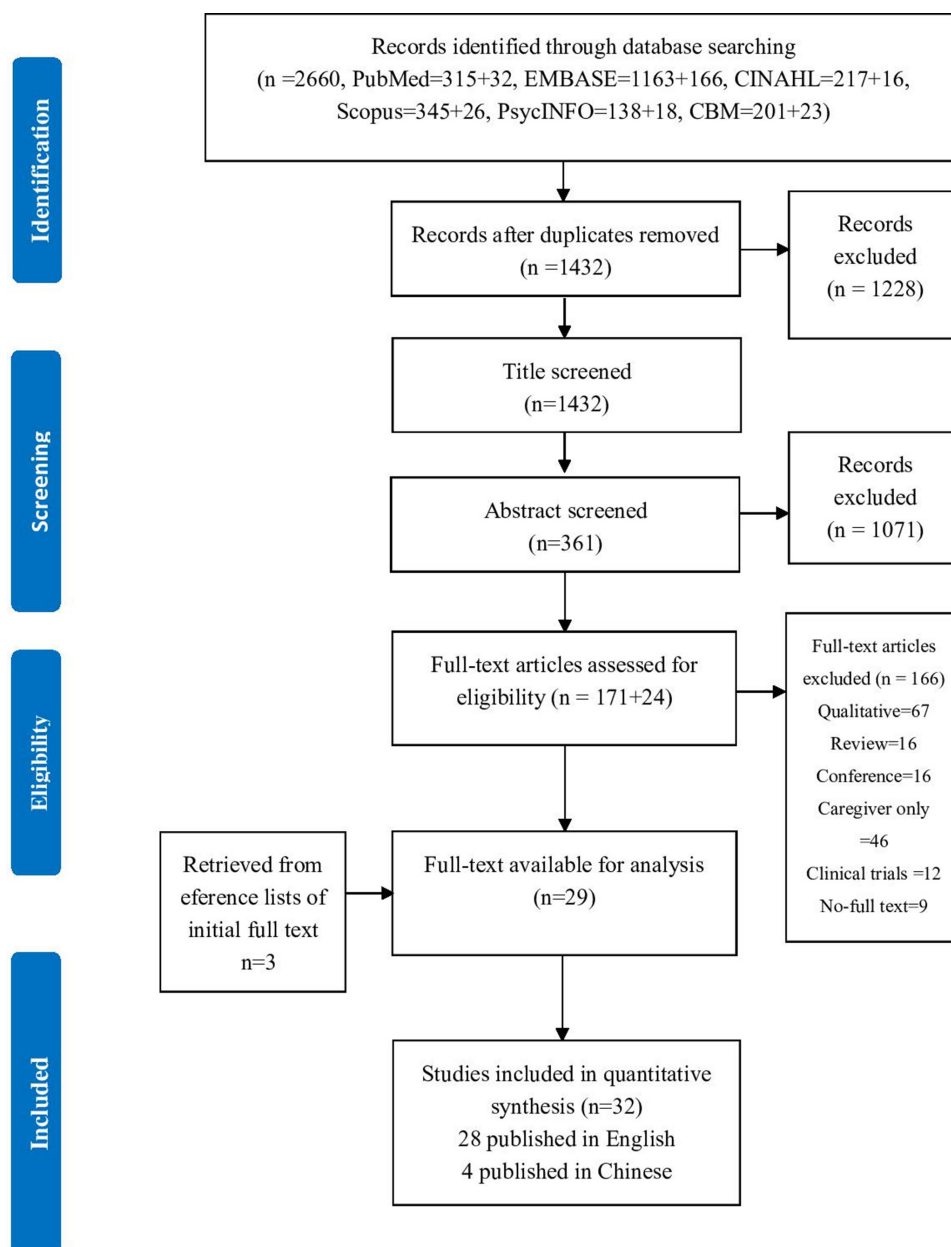 Records identified through database searching
(n =2660, PubMed=315+32, EMBASE=1163+166, CINAHL=217+16,
Scopus=345+26, PsycINFO=138+18, CBM=201+23)
Identification
Records after duplicates removed
(n =1432)
Records
excluded
(n = 1228)
Title screened
(n=1432)
Screening
Abstract screened
(n=361)
Records
excluded
(n = 1071)
Full-text articles assessed for
eligibility (n = 171+24)
Full-text articles
excluded (n = 166)
Qualitative=67
Review=16
Conference=16
Caregiver only
=46
Clinical trials =12
No-full text=9
Eligibility
Retrieved from
eference lists of
initial full text
n=3
Full-text available for analysis
(n=29)
Included
Studies included in quantitative
synthesis (n=32)
28 published in English
4 published in Chinese